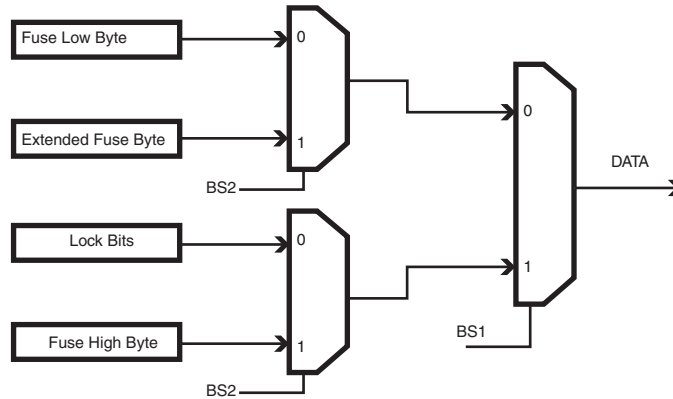 Fuse Low Byte
0
Extended Fuse Byte
1
BS2
0
DATA
Lock Bits
0
1
Fuse High Byte
1
BS1
BS2